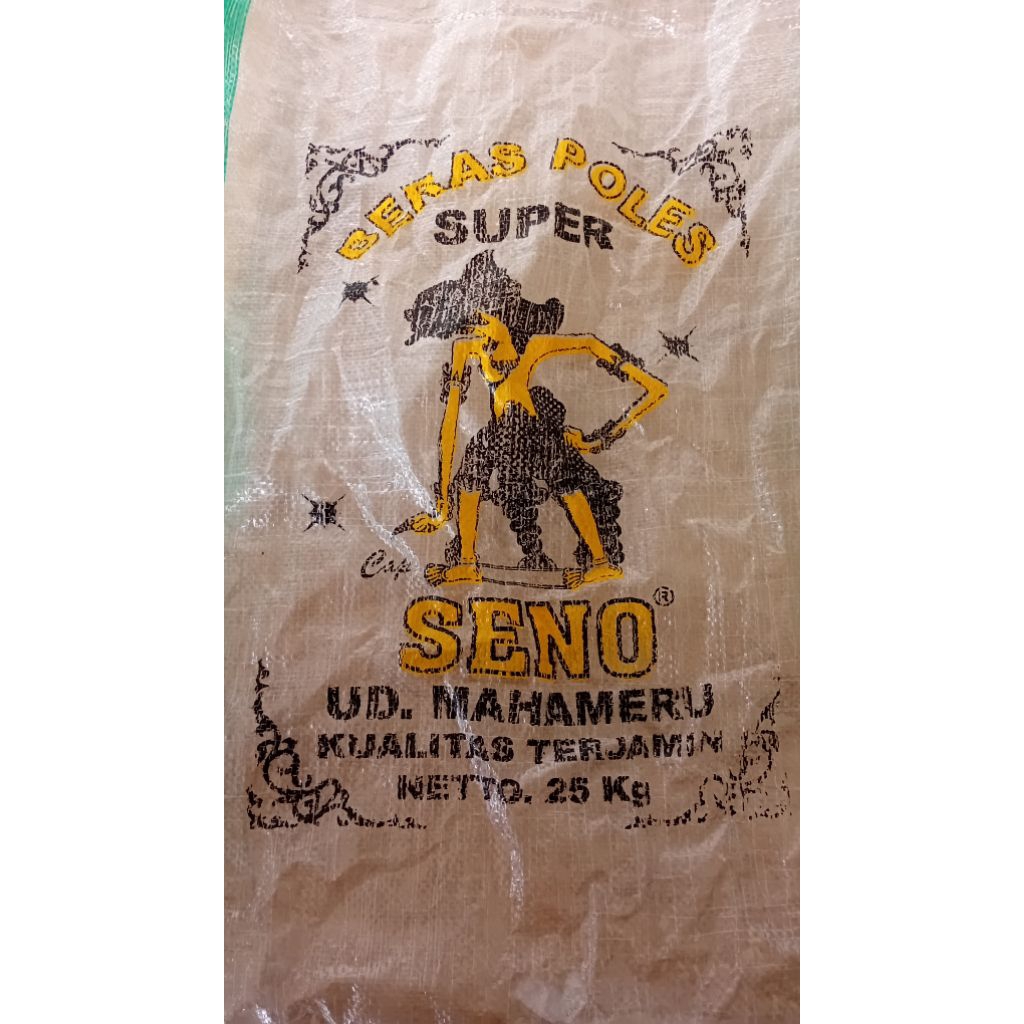 BERAS POLES
SUPER
Cap
SENO®
UD. MAHAMERU
KUALITAS TERJAMIN
NETTO. 25 Kg